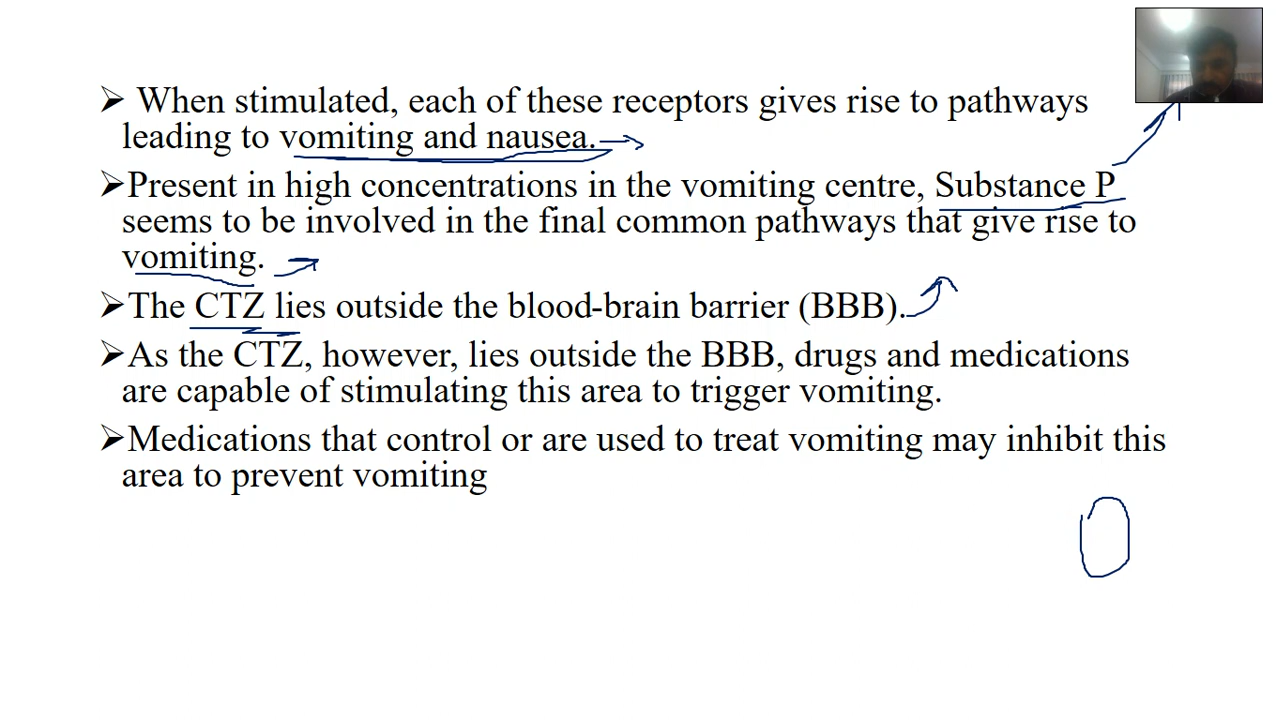 ➢ When stimulated, each of these receptors gives rise to pathways
leading to vomiting and nausea.
➢Present in high concentrations in the vomiting centre, Substance P
seems to be involved in the final common pathways that give rise to
vomiting.
➢The CTZ lies outside the blood-brain barrier (BBB).
➢As the CTZ, however, lies outside the BBB, drugs and medications
are capable of stimulating this area to trigger vomiting.
➢Medications that control or are used to treat vomiting may inhibit this
area to prevent vomiting